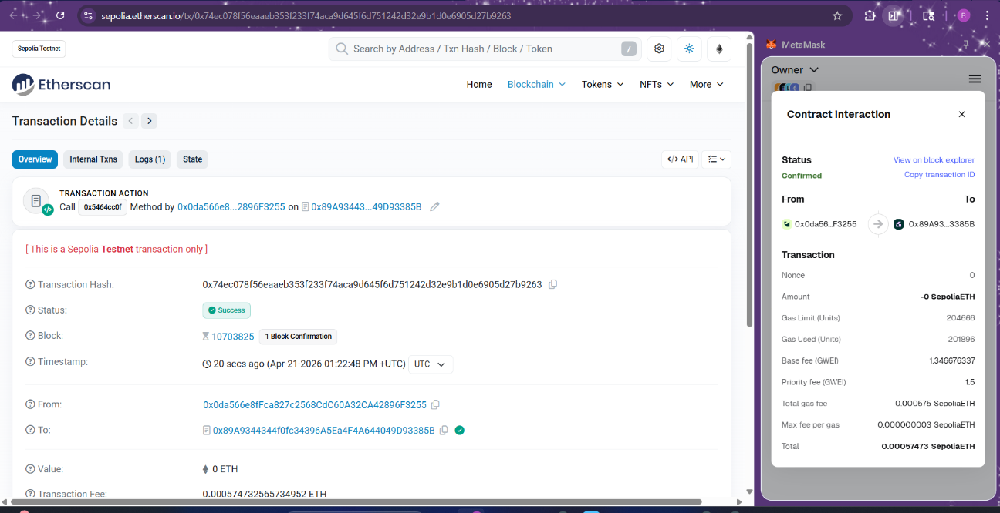 sepolia.etherscan.io/tx/0x74ec078f56eaaeb353f233f74aca9d645f6d751242d32e9b1d0e6905d27b9263
R
Sepolia Testnet
Search by Address / Txn Hash / Block / Token
/
Etherscan
Home
Blockchain
Tokens
NFTs
More
Transaction Details
Overview
Internal Txns
Logs (1)
State
</> API
TRANSACTION ACTION
Call 0x5464cc0f Method by 0x0da566e8...2896F3255 on 0x89A93443...49D93385B
[ This is a Sepolia Testnet transaction only ]
Transaction Hash: 0x74ec078f56eaaeb353f233f74aca9d645f6d751242d32e9b1d0e6905d27b9263
Status: Success
Block: 10703825 1 Block Confirmation
Timestamp: 20 secs ago (Apr-21-2026 01:22:48 PM +UTC) UTC
From: 0x0da566e8fFca827c2568CdC60A32CA42896F3255
To: 0x89A9344344f0fc34396A5Ea4F4A644049D93385B
Value: 0 ETH
Transaction Fee: 0.000574732565734952 ETH
MetaMask
Owner
Contract interaction
Status View on block explorer
Confirmed Copy transaction ID
From To
0x0da56...F3255 0x89A93...3385B
Transaction
Nonce 0
Amount -0 SepoliaETH
Gas Limit (Units) 204666
Gas Used (Units) 201896
Base fee (GWEI) 1.346676337
Priority fee (GWEI) 1.5
Total gas fee 0.000575 SepoliaETH
Max fee per gas 0.000000003 SepoliaETH
Total 0.00057473 SepoliaETH